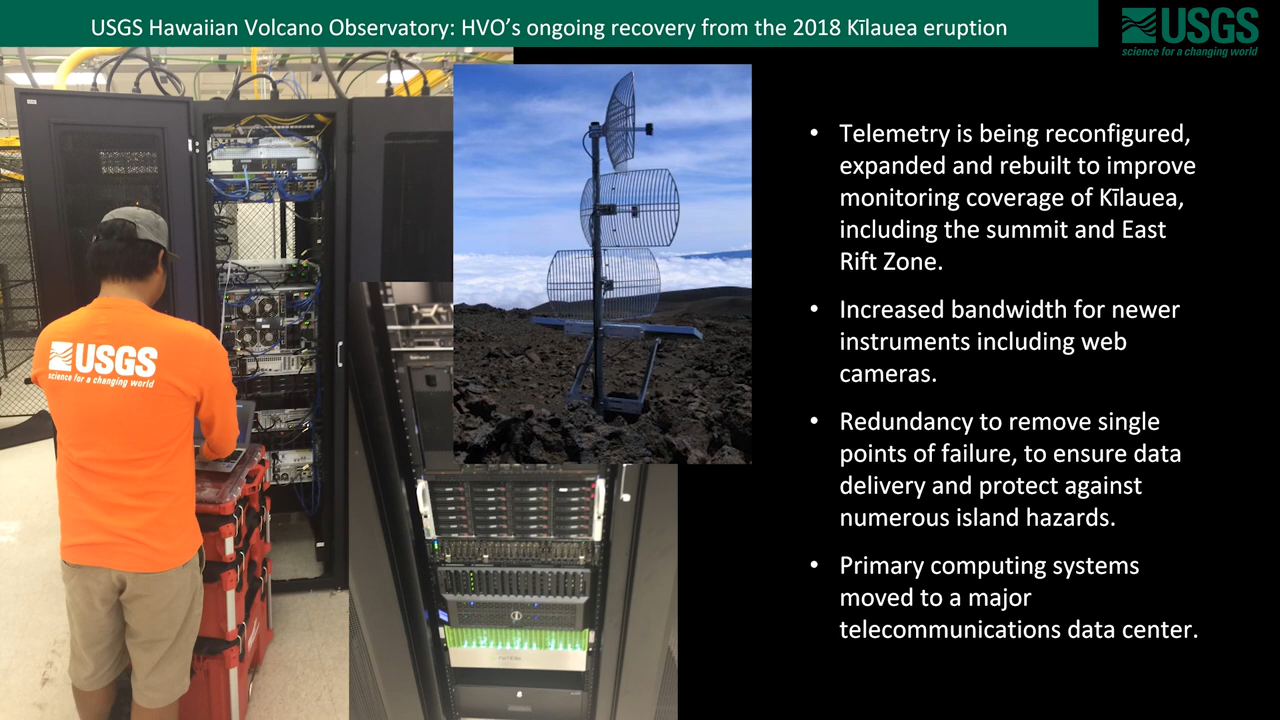 USGS Hawaiian Volcano Observatory: HVO’s ongoing recovery from the 2018 Kīlauea eruption
USGS
science for a changing world
USGS
science for a changing world
• Telemetry is being reconfigured,
expanded and rebuilt to improve
monitoring coverage of Kīlauea,
including the summit and East
Rift Zone.
• Increased bandwidth for newer
instruments including web
cameras.
• Redundancy to remove single
points of failure, to ensure data
delivery and protect against
numerous island hazards.
• Primary computing systems
moved to a major
telecommunications data center.